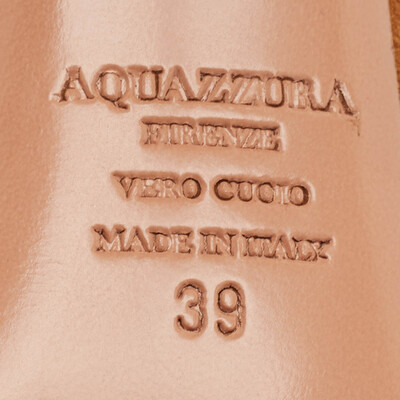 AQUAZZURA
FIRENZE
VERO CUOIO
MADE IN ITALY
39